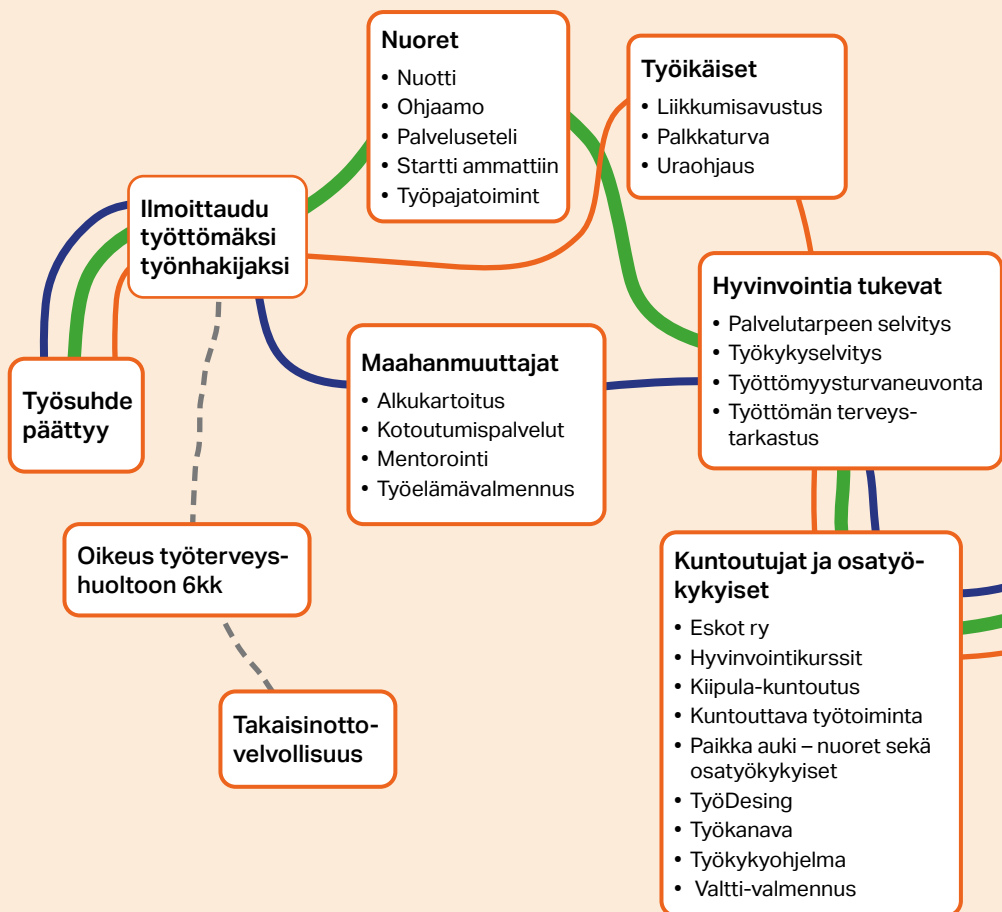 Nuoret
• Nuotti
• Ohjaamo
• Palveluseteli
• Startti ammattiin
• Työpajatoimint
Työikäiset
• Liikkumisavustus
• Palkkaturva
• Uraohjaus
Ilmoittaudu
työttömäksi
työnhakijaksi
Hyvinvointia tukevat
• Palvelutarpeen selvitys
• Työkykyselvitys
• Työttömyysturvaneuvonta
• Työttömän terveys-
tarkastus
Maahanmuuttajat
• Alkukartoitus
• Kotoutumispalvelut
• Mentorointi
• Työelämävalmennus
Työsuhde
päättyy
Oikeus työterveys-
huoltoon 6kk
Takaisinotto-
velvollisuus
Kuntoutujat ja osatyö-
kykyiset
• Eskot ry
• Hyvinvointikurssit
• Kiipula-kuntoutus
• Kuntouttava työtoiminta
• Paikka auki – nuoret sekä
osatyökykyiset
• TyöDesing
• Työkanava
• Työkykyohjelma
• Valtti-valmennus